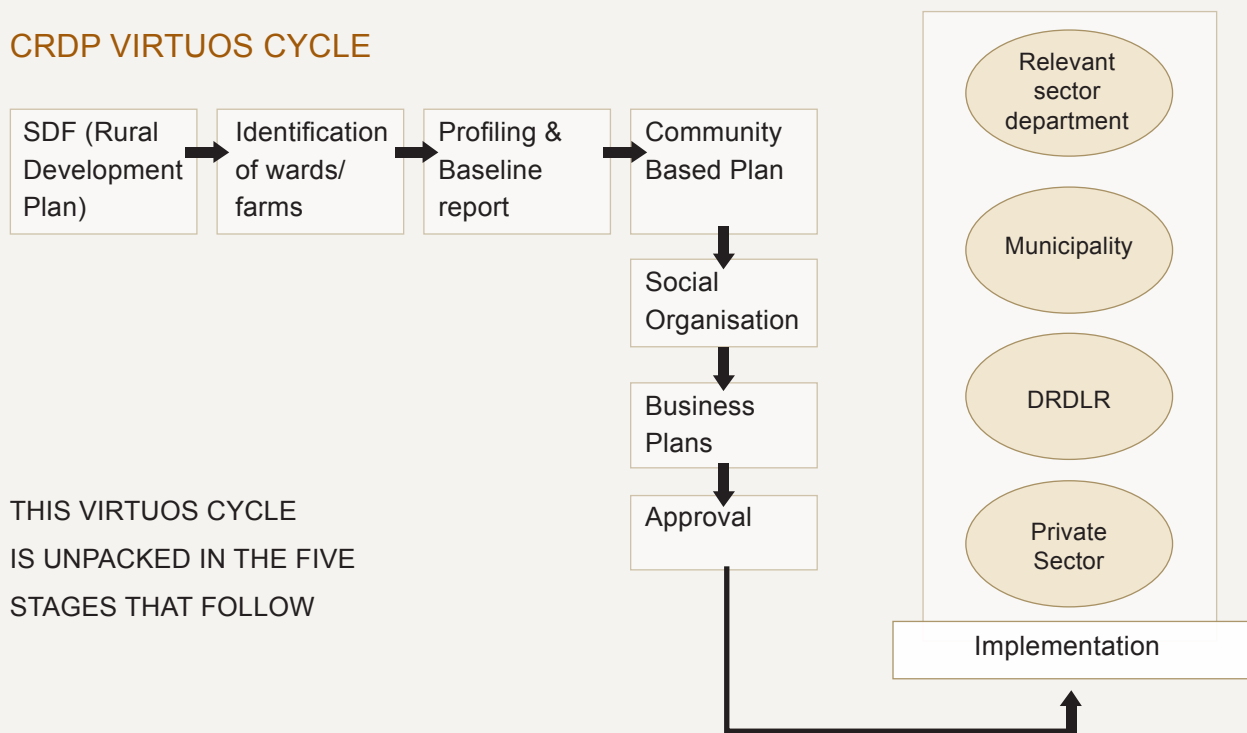 CRDP VIRTUOS CYCLE
SDF (Rural
Development
Plan)
Identification
of wards/
farms
Profiling &
Baseline
report
Community
Based Plan
Social
Organisation
Business
Plans
Approval
THIS VIRTUOS CYCLE
IS UNPACKED IN THE FIVE
STAGES THAT FOLLOW
Relevant
sector
department
Municipality
DRDLR
Private
Sector
Implementation